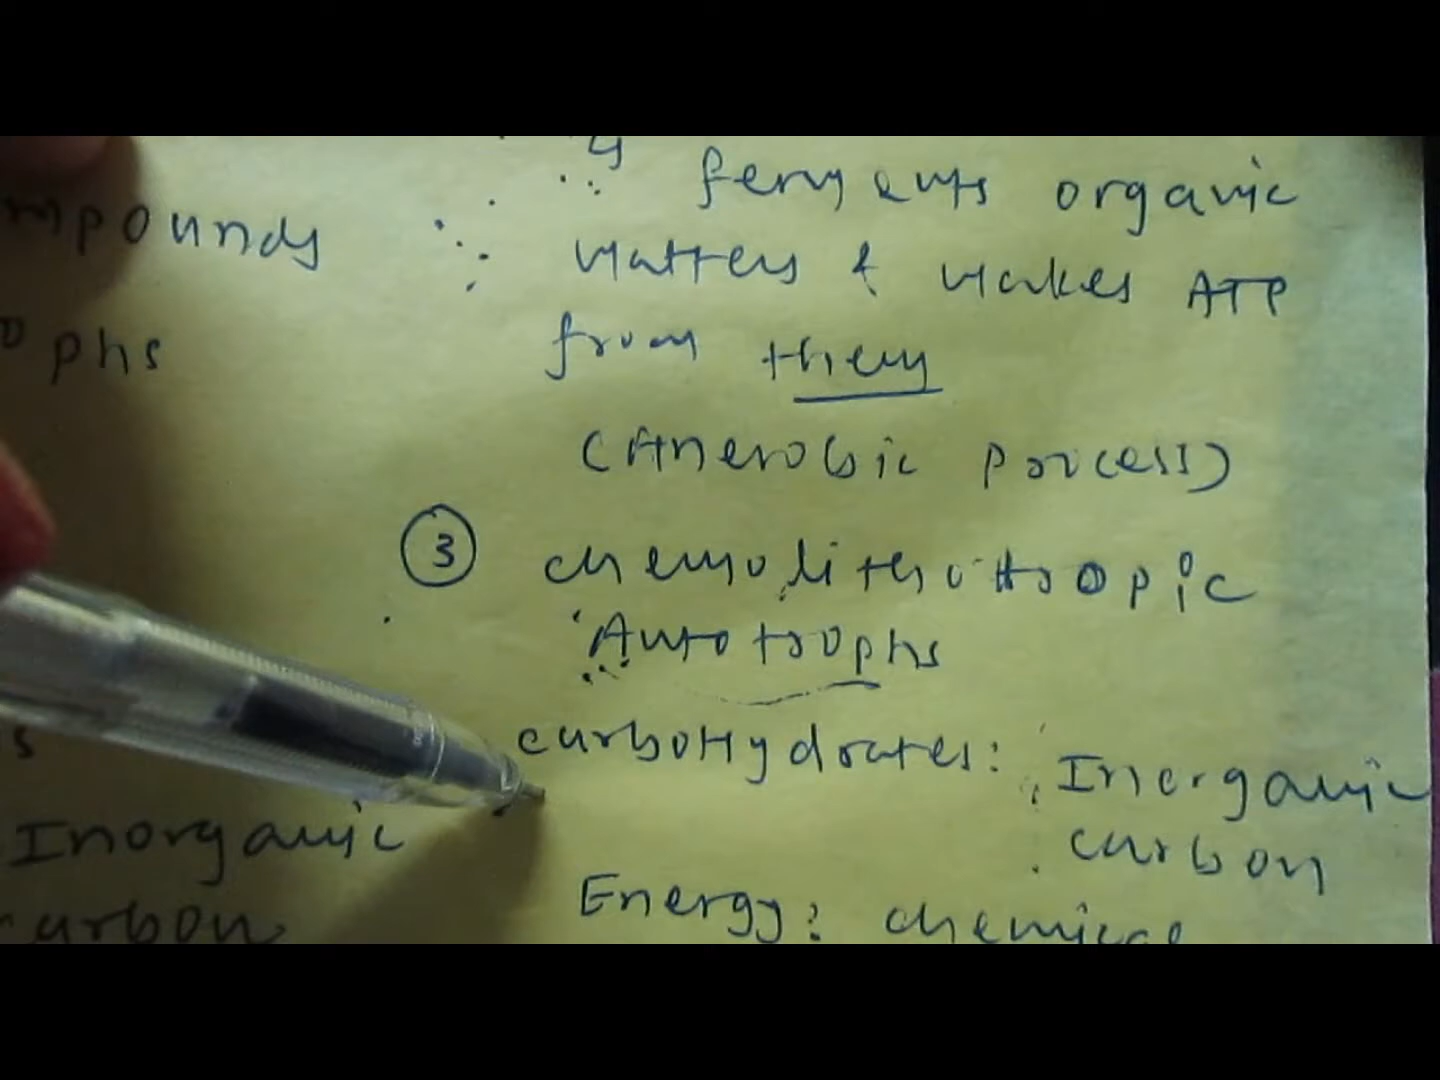 ferments organic
matters & makes ATP
from them
(Anerobic process)
③ chemolithotropic
Autotrophs
carboHydrates: Inorganic
carbon
Energy: chemical
mpounds
ophs
s
Inorganic
carbon